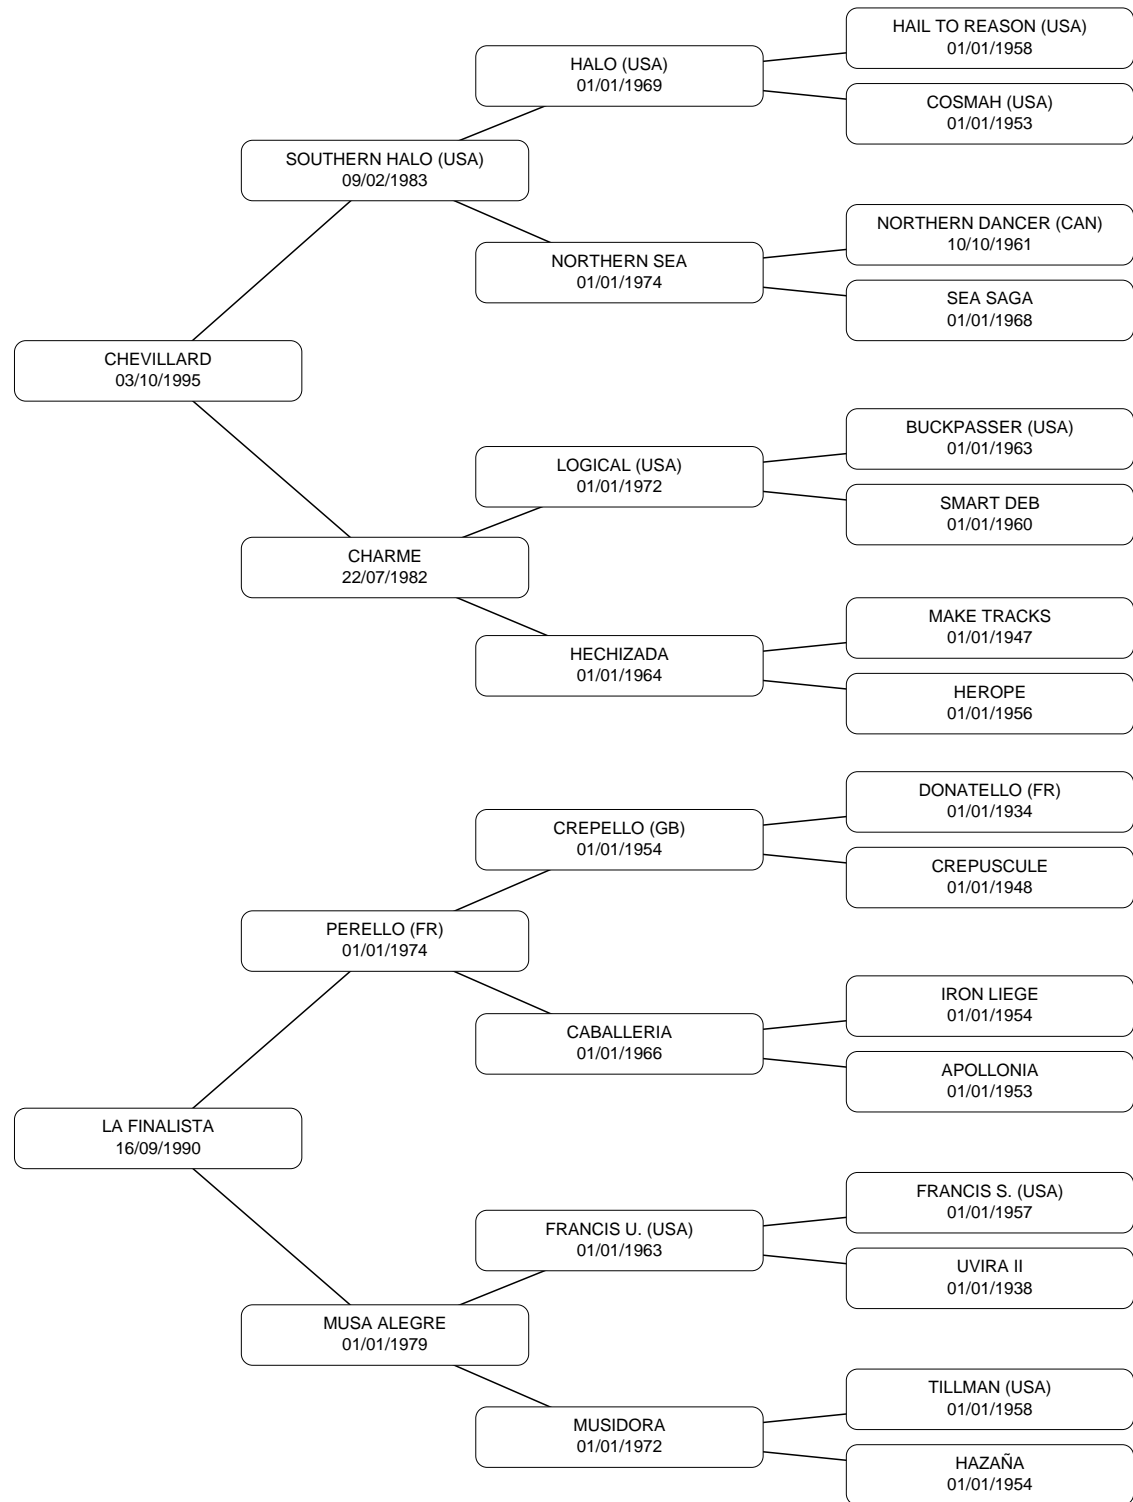 HAIL TO REASON (USA)
01/01/1958
HALO (USA)
01/01/1969
COSMAH (USA)
01/01/1953
SOUTHERN HALO (USA)
09/02/1983
NORTHERN DANCER (CAN)
10/10/1961
NORTHERN SEA
01/01/1974
SEA SAGA
01/01/1968
CHEVILLARD
03/10/1995
BUCKPASSER (USA)
01/01/1963
LOGICAL (USA)
01/01/1972
SMART DEB
01/01/1960
CHARME
22/07/1982
MAKE TRACKS
01/01/1947
HECHIZADA
01/01/1964
HEROPE
01/01/1956
DONATELLO (FR)
01/01/1934
CREPELLO (GB)
01/01/1954
CREPUSCULE
01/01/1948
PERELLO (FR)
01/01/1974
IRON LIEGE
01/01/1954
CABALLERIA
01/01/1966
APOLLONIA
01/01/1953
LA FINALISTA
16/09/1990
FRANCIS S. (USA)
01/01/1957
FRANCIS U. (USA)
01/01/1963
UVIRA II
01/01/1938
MUSA ALEGRE
01/01/1979
TILLMAN (USA)
01/01/1958
MUSIDORA
01/01/1972
HAZAÑA
01/01/1954